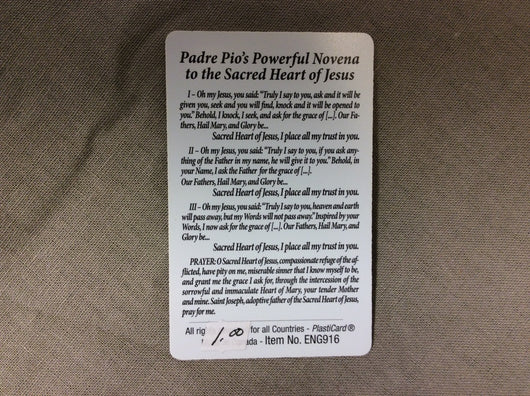 Padre Pio's Powerful Novena
to the Sacred Heart of Jesus
I – Oh my Jesus, you said: "Truly I say to you, ask and it will be
given you, seek and you will find, knock and it will be opened to
you." Behold, I knock, I seek, and ask for the grace of [...]. Our Fa-
thers, Hail Mary, and Glory be...
Sacred Heart of Jesus, I place all my trust in you.
II – Oh my Jesus, you said: "Truly I say to you, if you ask any-
thing of the Father in my name, he will give it to you." Behold, in
your Name, I ask the Father for the grace of [...].
Our Fathers, Hail Mary, and Glory be...
Sacred Heart of Jesus, I place all my trust in you.
III – Oh my Jesus, you said: "Truly I say to you, heaven and earth
will pass away, but my Words will not pass away." Inspired by your
Words, I now ask for the grace of [...]. Our Fathers, Hail Mary, and
Glory be...
Sacred Heart of Jesus, I place all my trust in you.
PRAYER: O Sacred Heart of Jesus, compassionate refuge of the af-
flicted, have pity on me, miserable sinner that I know myself to be,
and grant me the grace I ask for, through the intercession of the
sorrowful and immaculate Heart of Mary, your tender Mother
and mine. Saint Joseph, adoptive father of the Sacred Heart of Jesus,
pray for me.
All for all Countries - PlastiCard ®
1.00
- Item No. ENG916